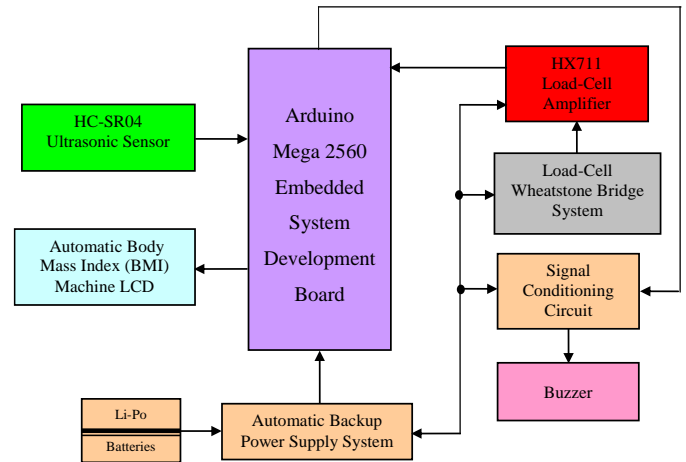 HC-SR04
Ultrasonic Sensor
Automatic Body
Mass Index (BMI)
Machine LCD
Arduino
Mega 2560
Embedded
System
Development
Board
HX711
Load-Cell
Amplifier
Load-Cell
Wheatstone Bridge
System
Signal
Conditioning
Circuit
Buzzer
Li-Po
Batteries
Automatic Backup
Power Supply System